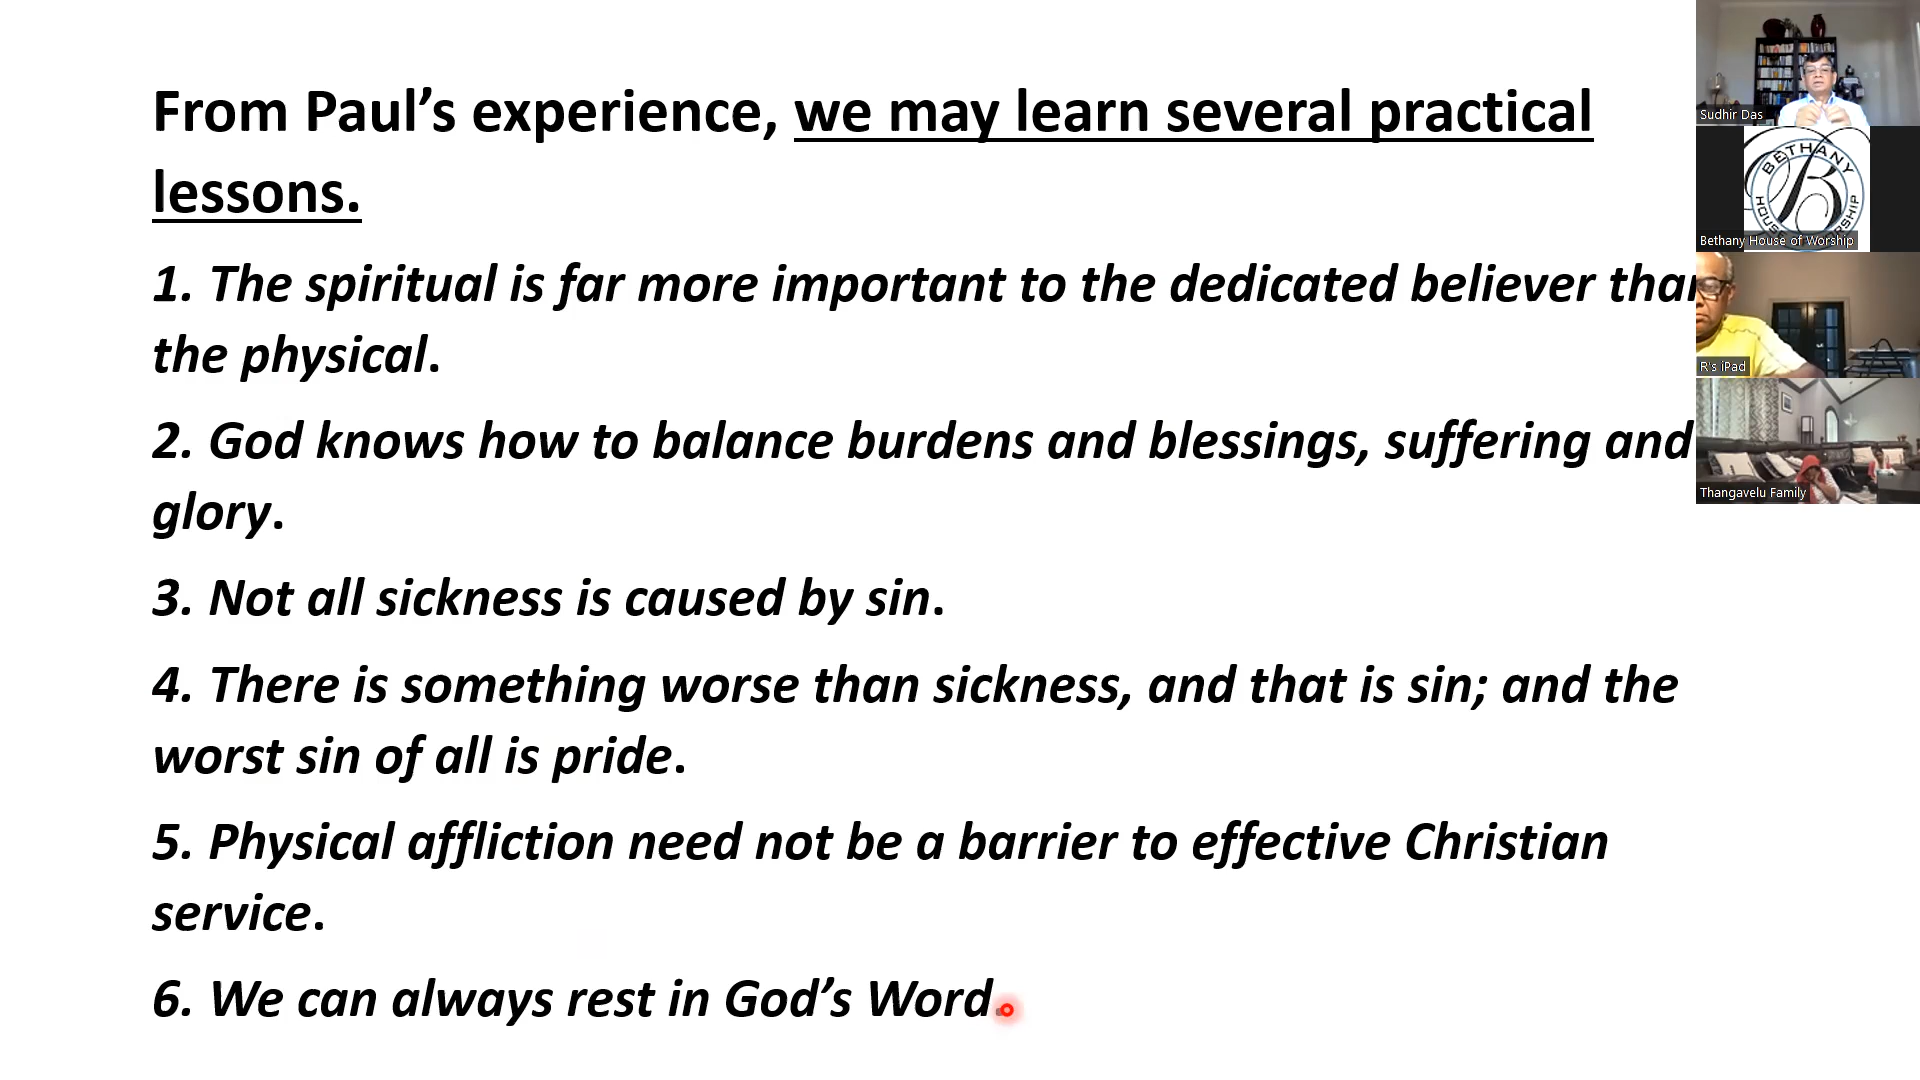 From Paul’s experience, we may learn several practical
lessons.
1. The spiritual is far more important to the dedicated believer than
the physical.
2. God knows how to balance burdens and blessings, suffering and
glory.
3. Not all sickness is caused by sin.
4. There is something worse than sickness, and that is sin; and the
worst sin of all is pride.
5. Physical affliction need not be a barrier to effective Christian
service.
6. We can always rest in God’s Word.
Sudhir Das
BETHANY
B
Bethany House of Worship
R's iPad
Thangavelu Family